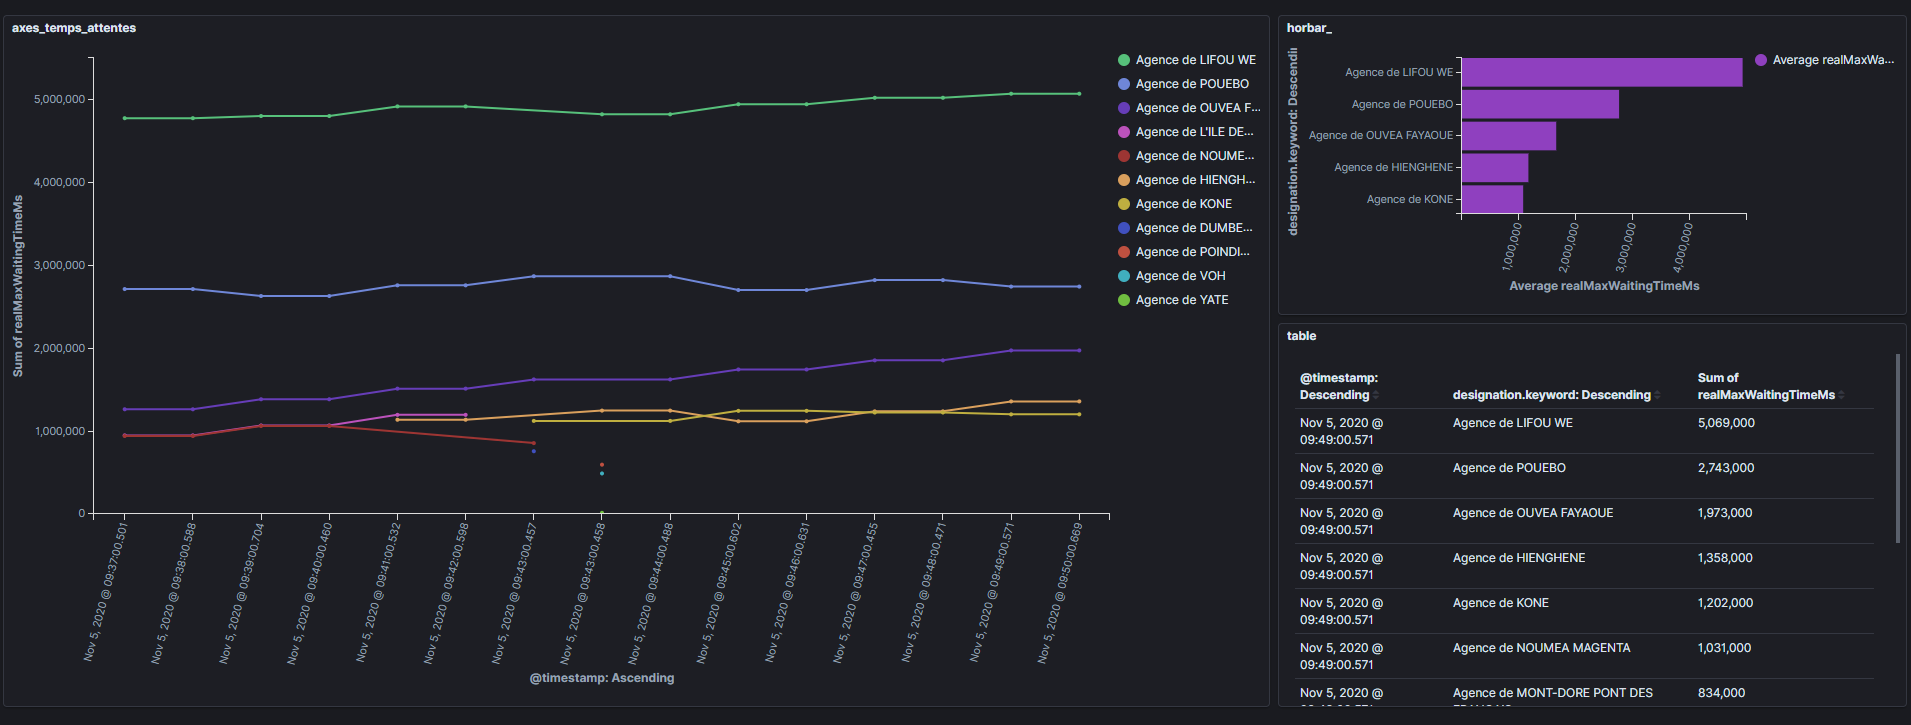 axes_temps_attentes
Sum of realMaxWaitingTimeMs
5,000,000
4,000,000
3,000,000
2,000,000
1,000,000
0
Nov 5, 2020 @ 09:37:00.501
Nov 5, 2020 @ 09:38:00.588
Nov 5, 2020 @ 09:39:00.704
Nov 5, 2020 @ 09:40:00.460
Nov 5, 2020 @ 09:41:00.532
Nov 5, 2020 @ 09:42:00.598
Nov 5, 2020 @ 09:43:00.457
Nov 5, 2020 @ 09:43:00.458
Nov 5, 2020 @ 09:44:00.488
Nov 5, 2020 @ 09:45:00.602
Nov 5, 2020 @ 09:46:00.631
Nov 5, 2020 @ 09:47:00.455
Nov 5, 2020 @ 09:48:00.471
Nov 5, 2020 @ 09:49:00.571
Nov 5, 2020 @ 09:50:00.669
@timestamp: Ascending
Agence de LIFOU WE
Agence de POUEBO
Agence de OUVEA F...
Agence de L'ILE DE...
Agence de NOUME...
Agence de HIENGH...
Agence de KONE
Agence de DUMBE...
Agence de POINDI...
Agence de VOH
Agence de YATE
horbar_
designation.keyword: Descendin
Agence de LIFOU WE
Agence de POUEBO
Agence de OUVEA FAYAOUE
Agence de HIENGHENE
Agence de KONE
1,000,000
2,000,000
3,000,000
4,000,000
Average realMaxWaitingTimeMs
Average realMaxWa...
table
@timestamp:
Descending
designation.keyword: Descending
Sum of
realMaxWaitingTimeMs
Nov 5, 2020 @
09:49:00.571
Agence de LIFOU WE
5,069,000
Nov 5, 2020 @
09:49:00.571
Agence de POUEBO
2,743,000
Nov 5, 2020 @
09:49:00.571
Agence de OUVEA FAYAOUE
1,973,000
Nov 5, 2020 @
09:49:00.571
Agence de HIENGHENE
1,358,000
Nov 5, 2020 @
09:49:00.571
Agence de KONE
1,202,000
Nov 5, 2020 @
09:49:00.571
Agence de NOUMEA MAGENTA
1,031,000
Nov 5, 2020 @
Agence de MONT-DORE PONT DES
834,000